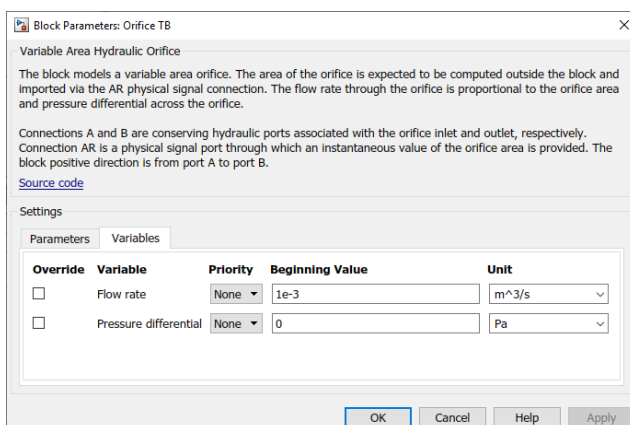 Block Parameters: Orifice TB
Variable Area Hydraulic Orifice
The block models a variable area orifice. The area of the orifice is expected to be computed outside the block and
imported via the AR physical signal connection. The flow rate through the orifice is proportional to the orifice area
and pressure differential across the orifice.
Connections A and B are conserving hydraulic ports associated with the orifice inlet and outlet, respectively.
Connection AR is a physical signal port through which an instantaneous value of the orifice area is provided. The
block positive direction is from port A to port B.
Source code
Settings
Parameters Variables
Override Variable Priority Beginning Value Unit
Flow rate None 1e-3 m^3/s
Pressure differential None 0 Pa
OK Cancel Help Apply